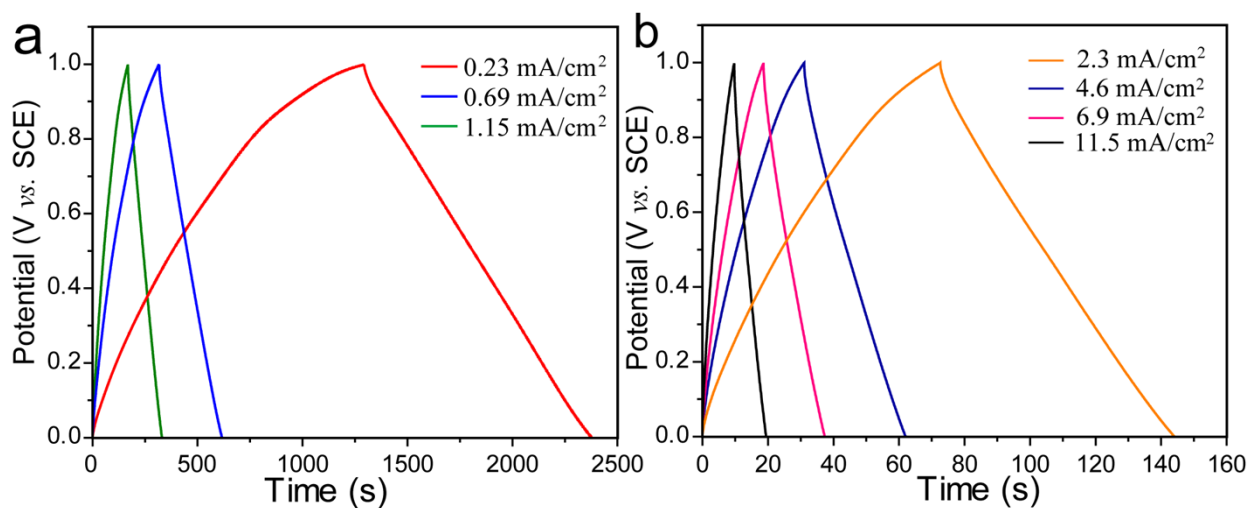 a
0.23 mA/cm²
0.69 mA/cm²
1.15 mA/cm²
1.0
0.8
0.6
0.4
0.2
0.0
Potential (V vs. SCE)
0 500 1000 1500 2000 2500
Time (s)
b
2.3 mA/cm²
4.6 mA/cm²
6.9 mA/cm²
11.5 mA/cm²
1.0
0.8
0.6
0.4
0.2
0.0
Potential (V vs. SCE)
0 20 40 60 80 100 120 140 160
Time (s)